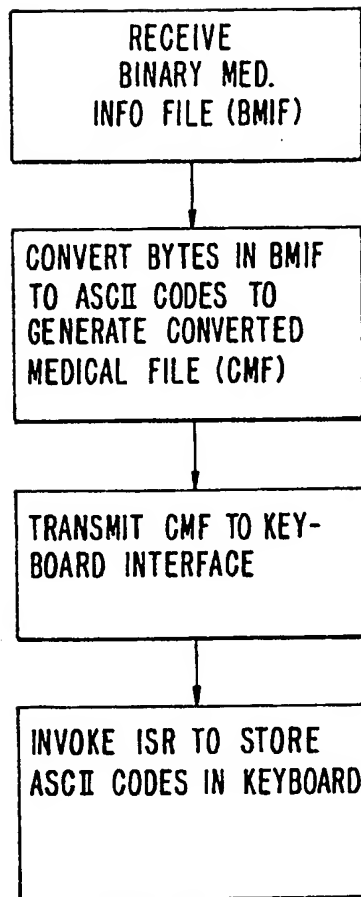 RECEIVE
BINARY MED.
INFO FILE (BMIF)
CONVERT BYTES IN BMIF
TO ASCII CODES TO
GENERATE CONVERTED
MEDICAL FILE (CMF)
TRANSMIT CMF TO KEY-
BOARD INTERFACE
INVOKE ISR TO STORE
ASCII CODES IN KEYBOARD